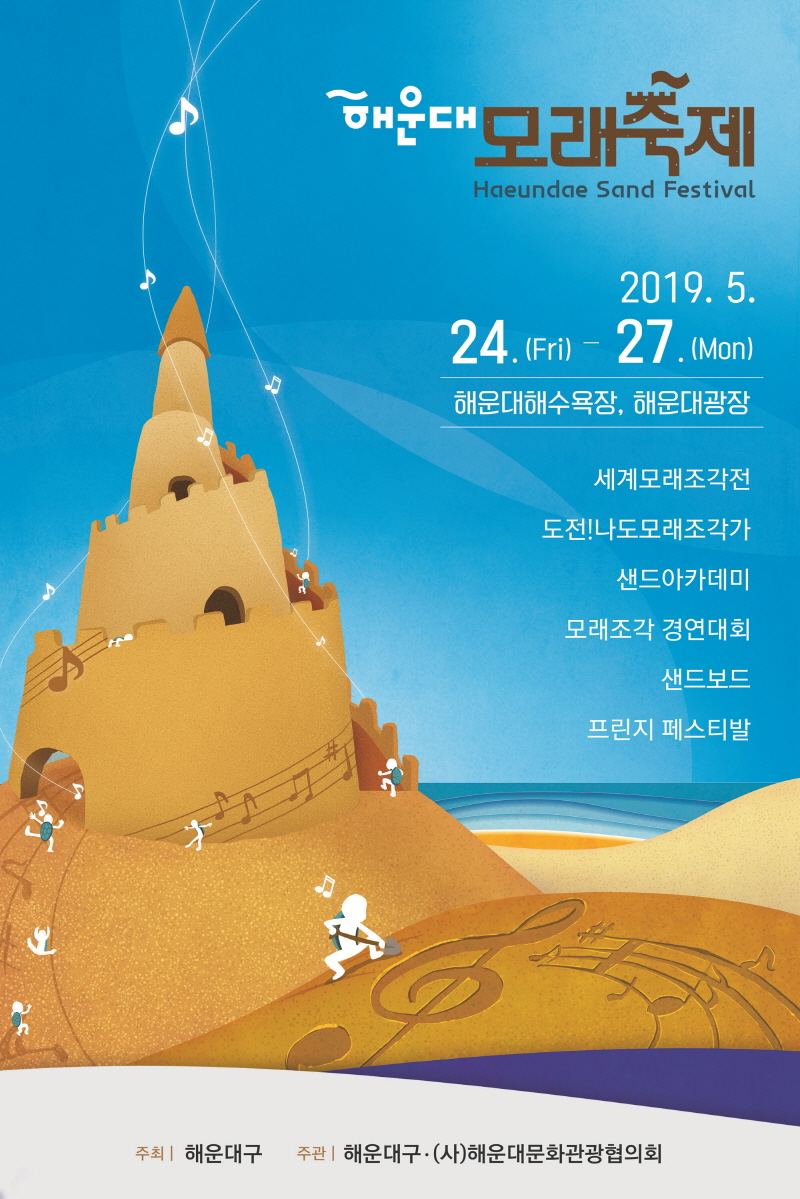 해운대 모래축제
Haeundae Sand Festival
2019. 5.
24. (Fri) – 27. (Mon)
해운대해수욕장, 해운대광장
세계모래조각전
도전!나도모래조각가
샌드아카데미
모래조각 경연대회
샌드보드
프린지 페스티발
주최 | 해운대구 주관 | 해운대구·(사)해운대문화관광협의회